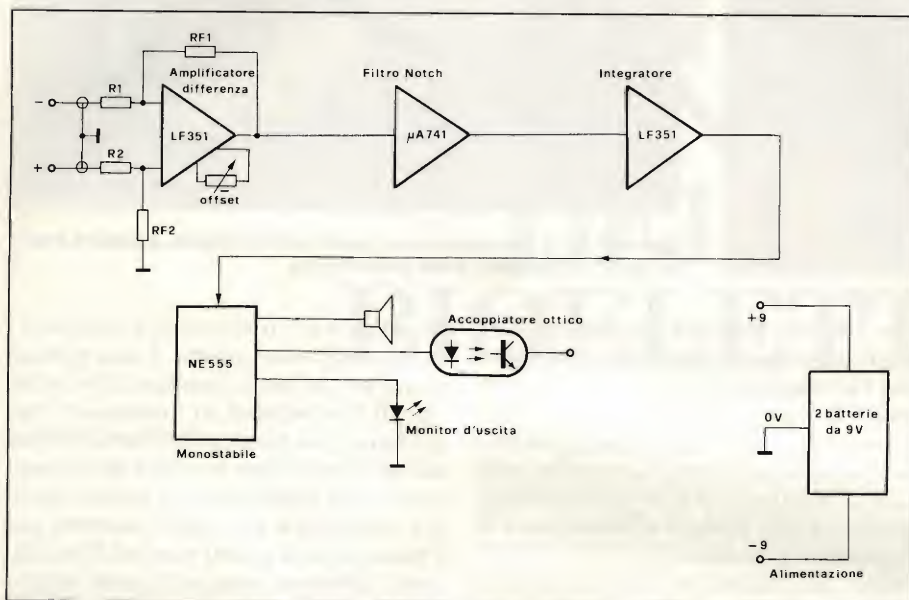 RF1
Amplificatore
differenza
Filtro Notch
Integratore
R1
-
LF351
µA741
LF351
+
R2
offset
RF2
+9
Accoppiatore ottico
NE555
0V
2 batterie
da 9V
Monitor d'uscita
Monostabile
-9
Alimentazione